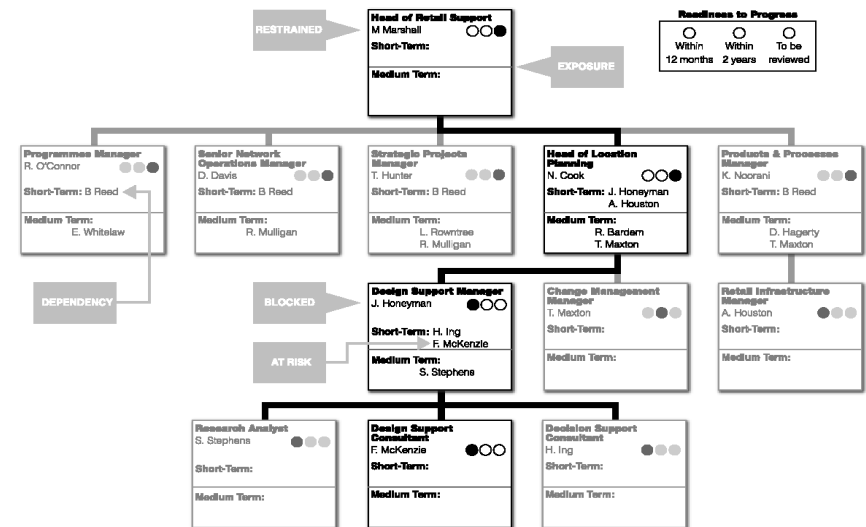 Head of Retail Support
M Marshall
Short-Term:
Medium Term:
RESTRAINED
EXPOSURE
Readiness to Progress
Within 12 months
Within 2 years
To be reviewed
Programmes Manager
R. O'Connor
Short-Term: B Reed
Medium Term:
E. Whitelaw
Senior Network
Operations Manager
D. Davis
Short-Term: B Reed
Medium Term:
R. Mulligan
Strategic Projects
Manager
T. Hunter
Short-Term: B Reed
Medium Term:
L. Rowntree
R. Mulligan
Head of Location
Planning
N. Cook
Short-Term: J. Honeyman
A. Houston
Medium Term:
R. Bardem
T. Maxton
Products & Processes
Manager
K. Noorani
Short-Term: B Reed
Medium Term:
D. Hagerty
T. Maxton
DEPENDENCY
BLOCKED
AT RISK
Design Support Manager
J. Honeyman
Short-Term: H. Ing
F. McKenzie
Medium Term:
S. Stephens
Change Management
Manager
T. Maxton
Short-Term:
Medium Term:
Retail Infrastructure
Manager
A. Houston
Short-Term:
Medium Term:
Research Analyst
S. Stephens
Short-Term:
Medium Term:
Design Support
Consultant
F. McKenzie
Short-Term:
Medium Term:
Decision Support
Consultant
H. Ing
Short-Term:
Medium Term: